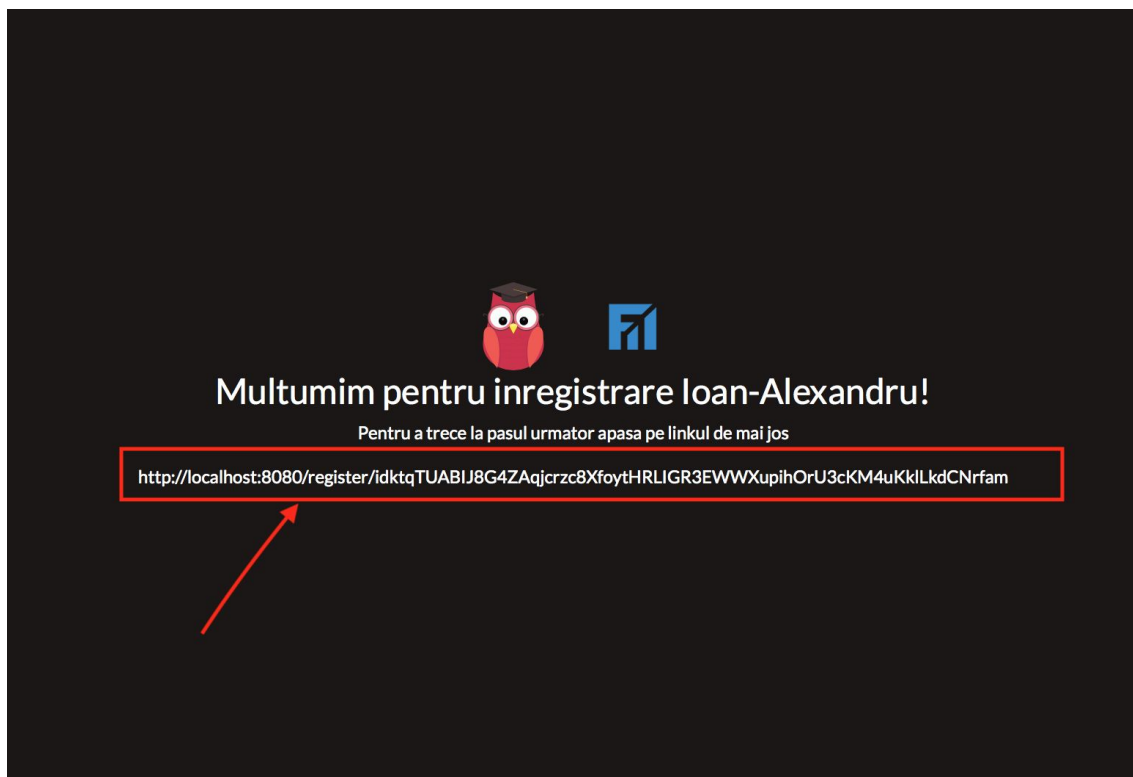 Multumim pentru inregistrare Ioan-Alexandru!
Pentru a trece la pasul urmator apasa pe linkul de mai jos
http://localhost:8080/register/idktqTUABIJ8G4ZAqjcrzc8XfoytHRLIGR3EWWXupihOrU3cKM4uKklLkdCNrfam